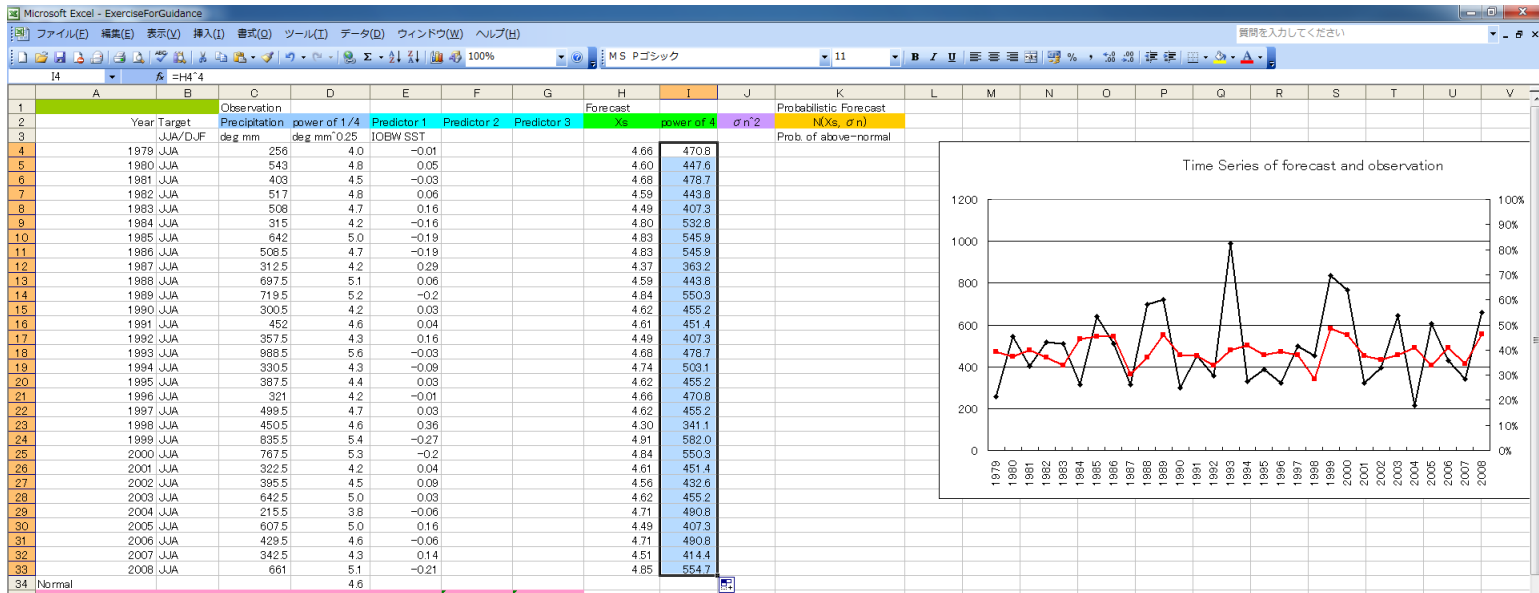 Microsoft Excel - ExerciseForGuidance
ファイル(F) 編集(E) 表示(V) 挿入(I) 書式(O) ツール(T) データ(D) ウィンドウ(W) ヘルプ(H) 質問を入力してください
100% MS Pゴシック 11 B I U
I4 fx =H4^4
A B C D E F G H I J K L M N O P Q R S T U V
1 Observation Forecast Probabilistic Forecast
2 Year Target Precipitation power of 1/4 Predictor 1 Predictor 2 Predictor 3 Xs power of 4 σn^2 N(Xs, σn)
3 JJA/DJF deg mm deg mm^0.25 IOBW SST Prob. of above-normal
4 1979 JJA 256 4.0 -0.01 4.66 470.8
5 1980 JJA 543 4.8 0.05 4.60 447.6
6 1981 JJA 403 4.5 -0.03 4.68 478.7
7 1982 JJA 517 4.8 0.06 4.59 443.8
8 1983 JJA 508 4.7 0.16 4.49 407.3
9 1984 JJA 315 4.2 -0.16 4.80 532.8
10 1985 JJA 642 5.0 -0.19 4.83 545.9
11 1986 JJA 508.5 4.7 -0.19 4.83 545.9
12 1987 JJA 312.5 4.2 0.29 4.37 363.2
13 1988 JJA 697.5 5.1 0.06 4.59 443.8
14 1989 JJA 719.5 5.2 -0.2 4.84 550.3
15 1990 JJA 300.5 4.2 0.03 4.62 455.2
16 1991 JJA 452 4.6 0.04 4.61 451.4
17 1992 JJA 357.5 4.3 0.16 4.49 407.3
18 1993 JJA 988.5 5.6 -0.03 4.68 478.7
19 1994 JJA 330.5 4.3 -0.09 4.74 503.1
20 1995 JJA 387.5 4.4 0.03 4.62 455.2
21 1996 JJA 321 4.2 -0.01 4.66 470.8
22 1997 JJA 499.5 4.7 0.03 4.62 455.2
23 1998 JJA 450.5 4.6 0.36 4.30 341.1
24 1999 JJA 835.5 5.4 -0.27 4.91 582.0
25 2000 JJA 767.5 5.3 -0.2 4.84 550.3
26 2001 JJA 322.5 4.2 0.04 4.61 451.4
27 2002 JJA 395.5 4.5 0.09 4.56 432.6
28 2003 JJA 642.5 5.0 0.03 4.62 455.2
29 2004 JJA 215.5 3.8 -0.06 4.71 490.8
30 2005 JJA 607.5 5.0 0.16 4.49 407.3
31 2006 JJA 429.5 4.6 -0.06 4.71 490.8
32 2007 JJA 342.5 4.3 0.14 4.51 414.4
33 2008 JJA 661 5.1 -0.21 4.85 554.7
34 Normal 4.6
Time Series of forecast and observation
1200
1000
800
600
400
200
0
100%
90%
80%
70%
60%
50%
40%
30%
20%
10%
0%
1979 1980 1981 1982 1983 1984 1985 1986 1987 1988 1989 1990 1991 1992 1993 1994 1995 1996 1997 1998 1999 2000 2001 2002 2003 2004 2005 2006 2007 2008